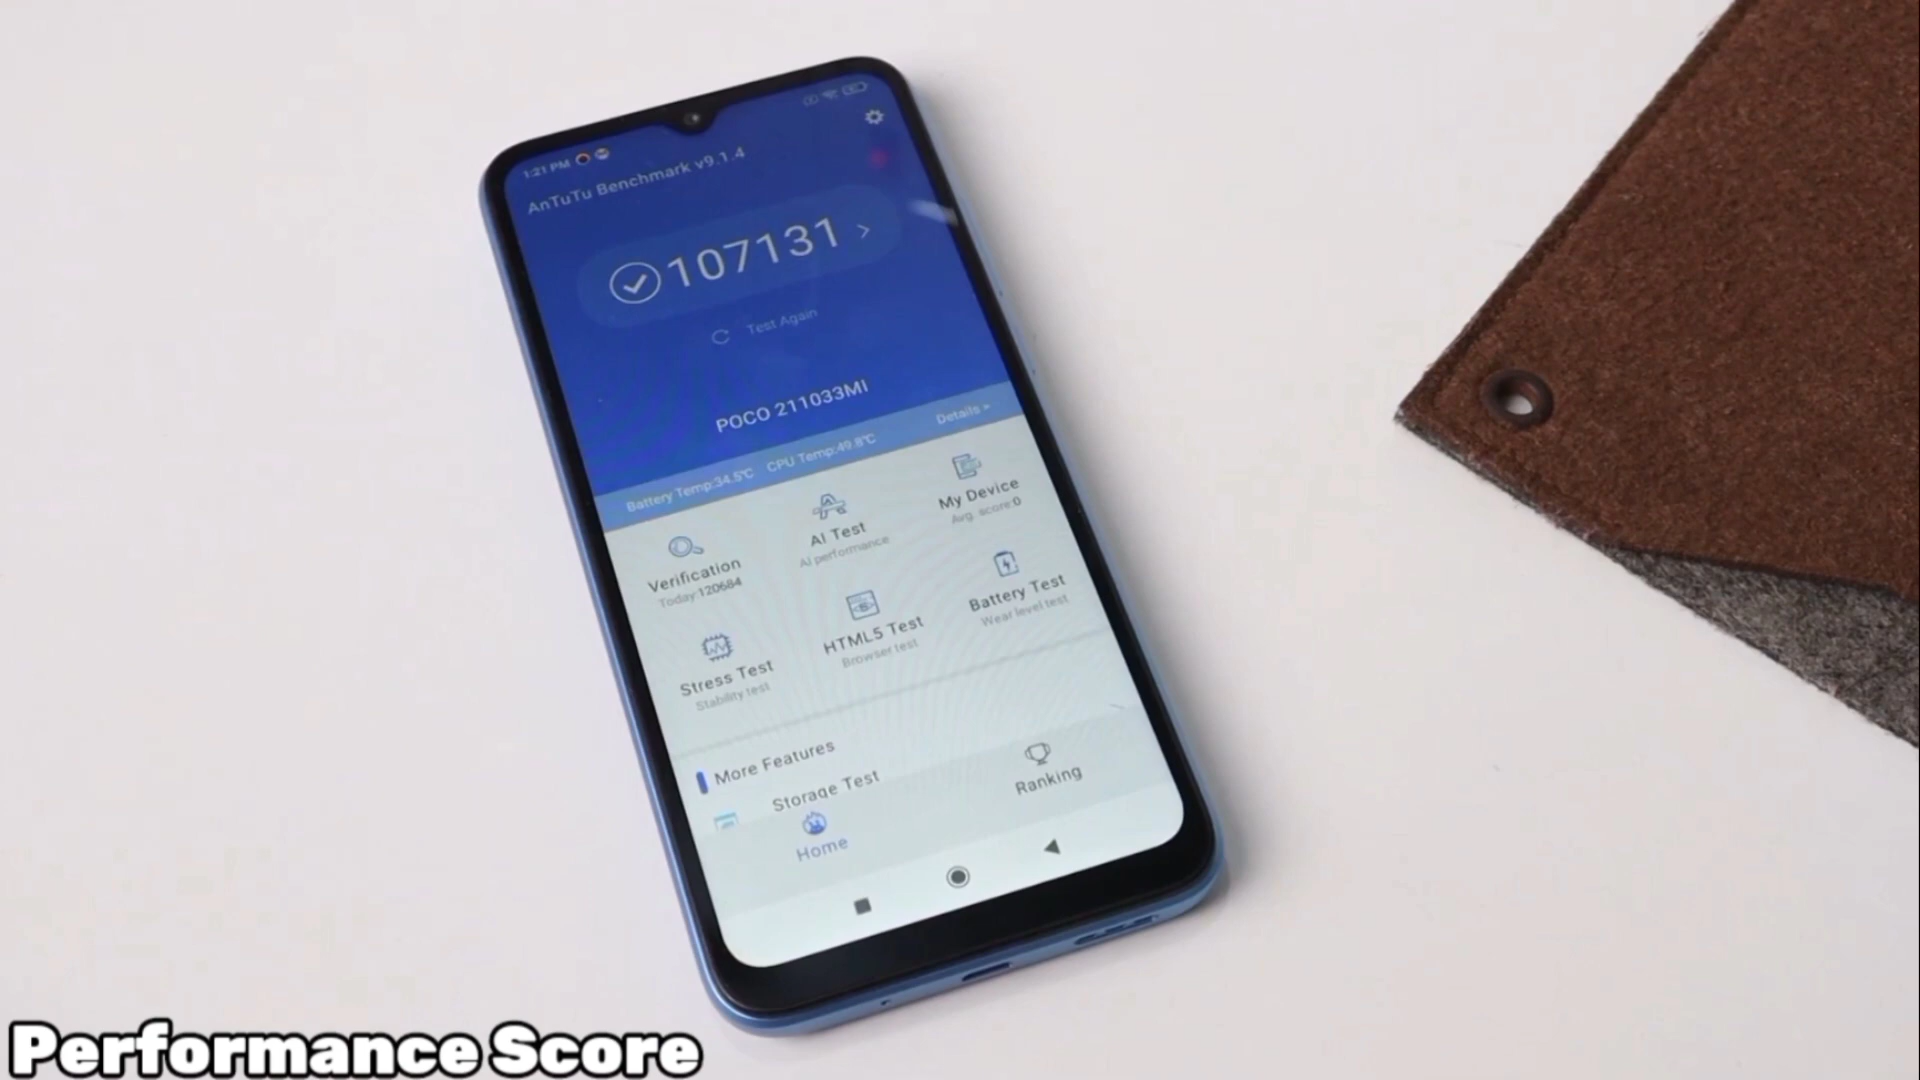 1:21 PM
AnTuTu Benchmark v9.1.4
107131
Test Again
POCO 211033MI
Battery Temp:34.5℃ CPU Temp:49.8℃ Details
Verification
Today:120684
AI Test
AI performance
My Device
Avg. score:0
Stress Test
Stability test
HTML5 Test
Browser test
Battery Test
Wear level test
More Features
Storage Test
Home
Ranking
Performance Score